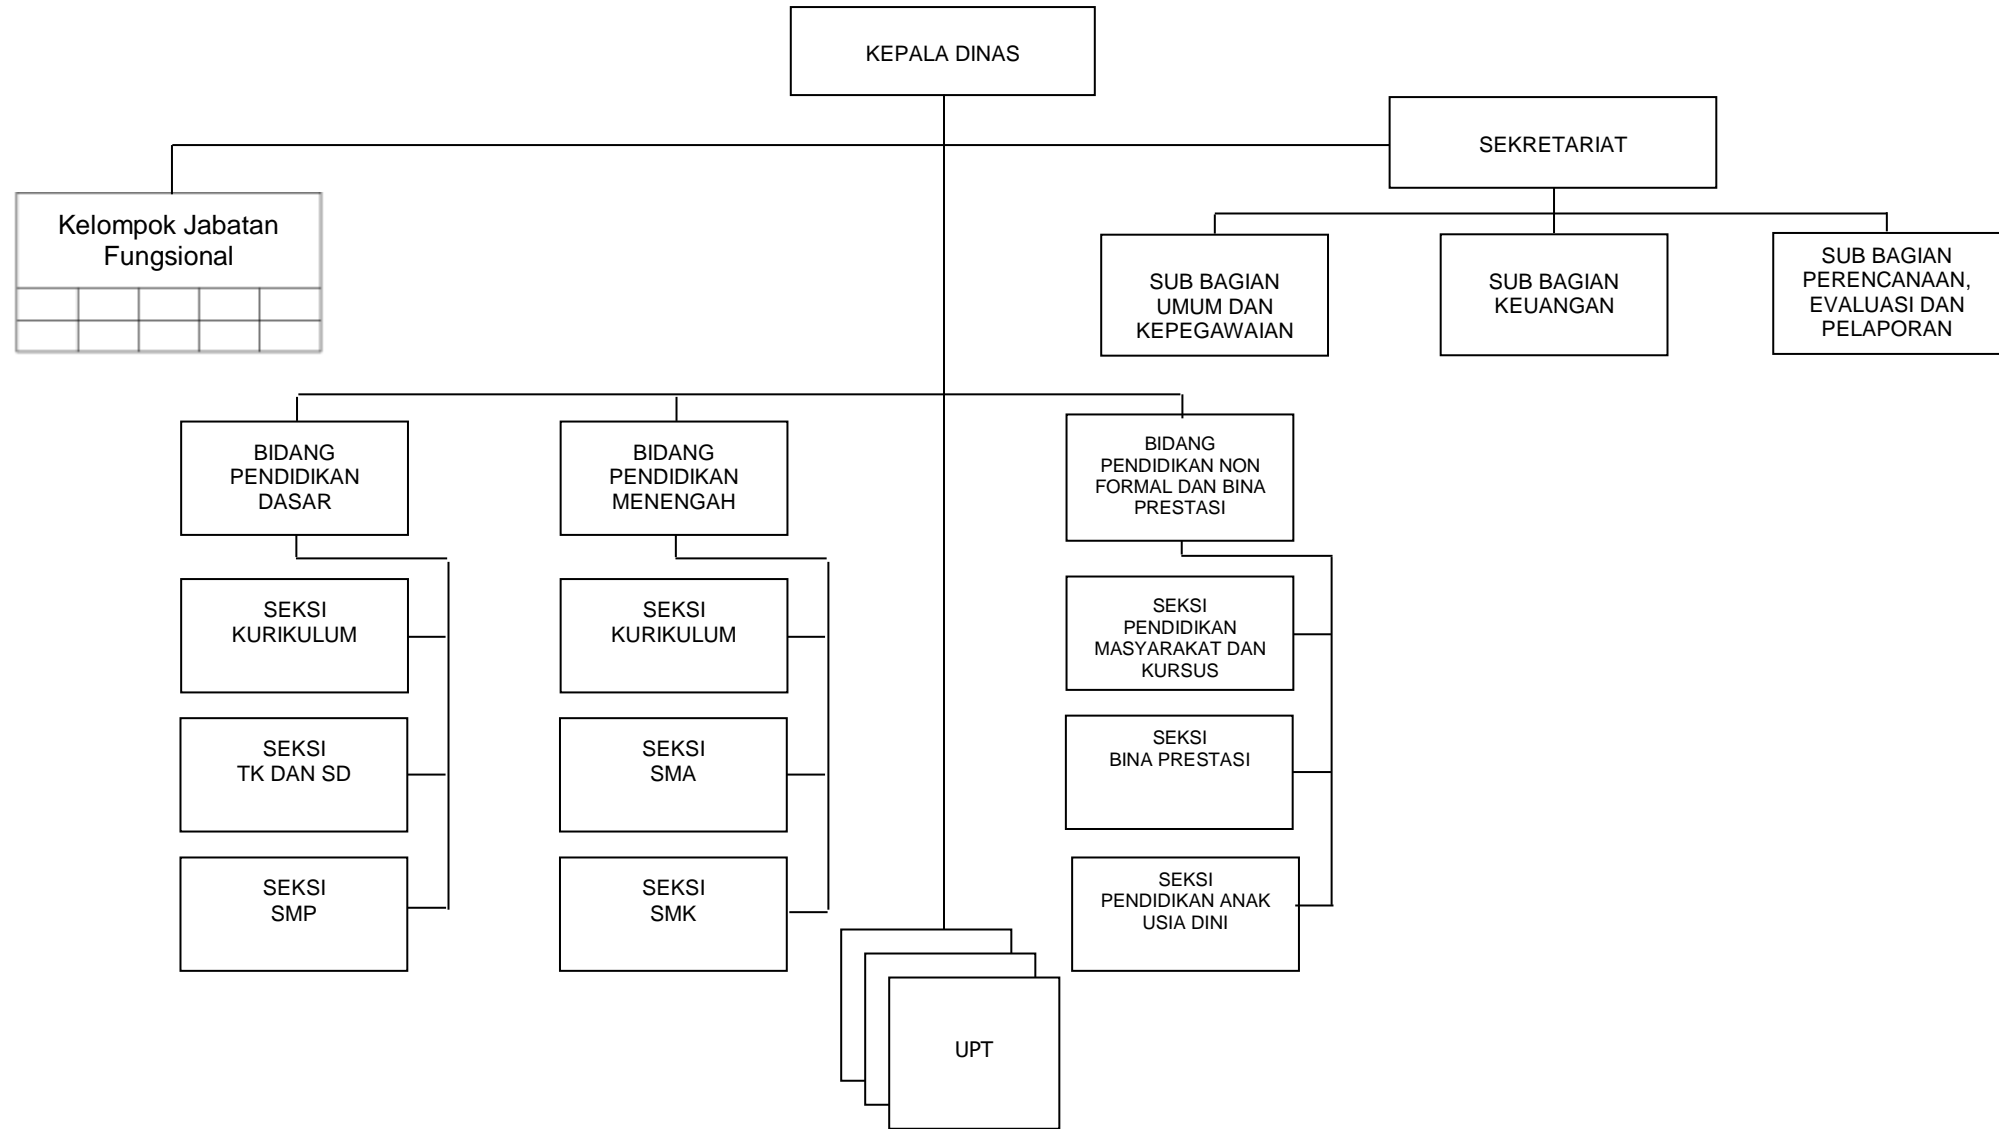 KEPALA DINAS
SEKRETARIAT
Kelompok Jabatan
Fungsional
SUB BAGIAN
UMUM DAN
KEPEGAWAIAN
SUB BAGIAN
KEUANGAN
SUB BAGIAN
PERENCANAAN,
EVALUASI DAN
PELAPORAN
BIDANG
PENDIDIKAN
DASAR
BIDANG
PENDIDIKAN
MENENGAH
BIDANG
PENDIDIKAN NON
FORMAL DAN BINA
PRESTASI
SEKSI
KURIKULUM
SEKSI
KURIKULUM
SEKSI
PENDIDIKAN
MASYARAKAT DAN
KURSUS
SEKSI
TK DAN SD
SEKSI
SMA
SEKSI
BINA PRESTASI
SEKSI
SMP
SEKSI
SMK
SEKSI
PENDIDIKAN ANAK
USIA DINI
UPT